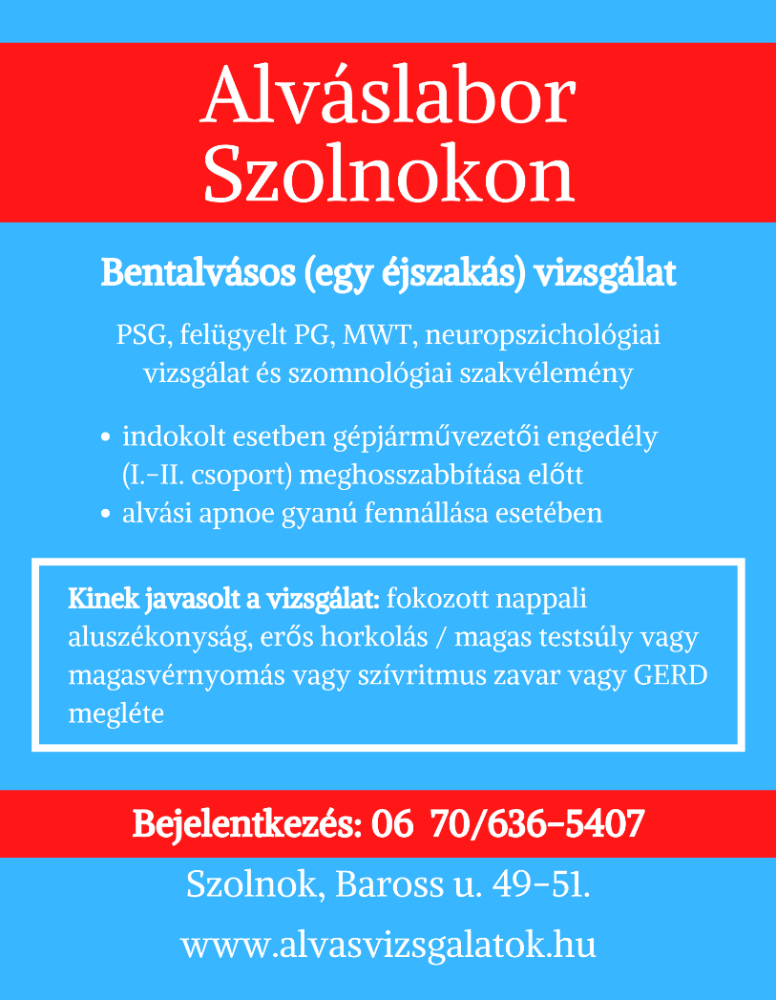 Alváslabor
Szolnokon
Bentalvásos (egy éjszakás) vizsgálat
PSG, felügyelt PG, MWT, neuropszichológiai
vizsgálat és szomnológiai szakvélemény
• indokolt esetben gépjárművezetői engedély
(I.-II. csoport) meghosszabbítása előtt
• alvási apnoe gyanú fennállása esetében
Kinek javasolt a vizsgálat: fokozott nappali
aluszékonyság, erős horkolás / magas testsúly vagy
magasvérnyomás vagy szívritmus zavar vagy GERD
megléte
Bejelentkezés: 06 70/636-5407
Szolnok, Baross u. 49-51.
www.alvasvizsgalatok.hu